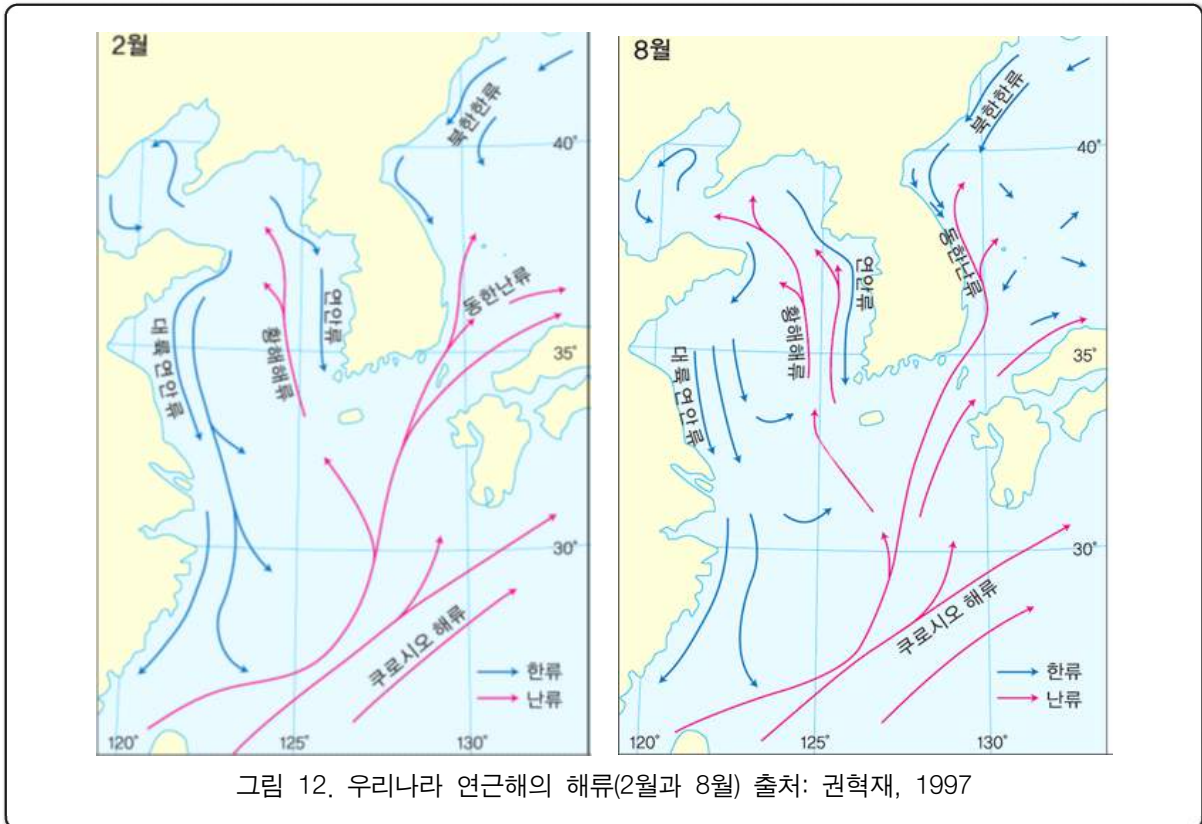 2월
북한한류
40°
동한난류
연안류
황해해류
대륙연안류
35°
30°
쿠로시오 해류
한류
난류
120°
125°
130°
8월
북한한류
40°
동한난류
연안류
황해해류
대륙연안류
35°
30°
쿠로시오 해류
한류
난류
120°
125°
130°
그림 12. 우리나라 연근해의 해류(2월과 8월) 출처: 권혁재, 1997